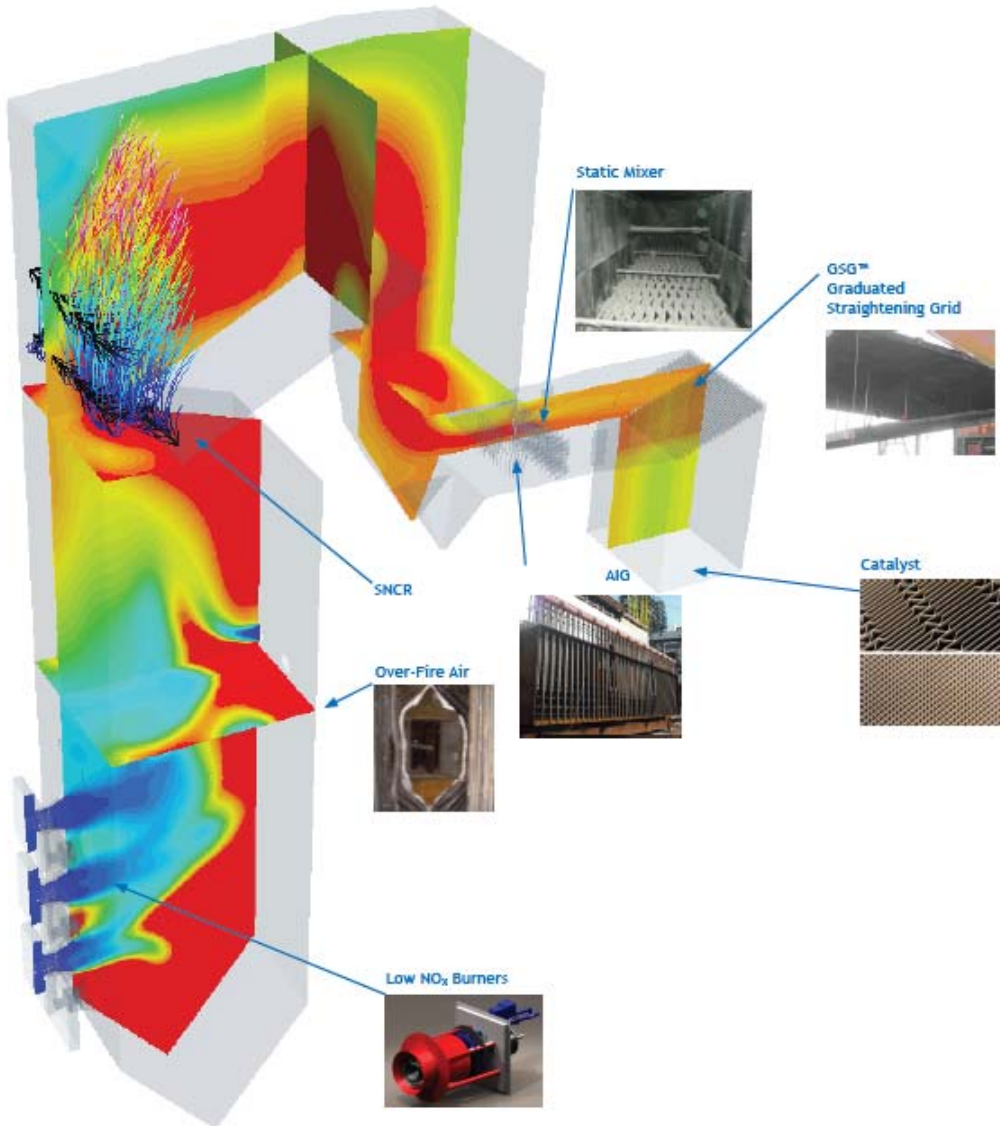 Static Mixer
GSG™
Graduated
Straightening Grid
SNCR
AIG
Catalyst
Over-Fire Air
Low NOx Burners